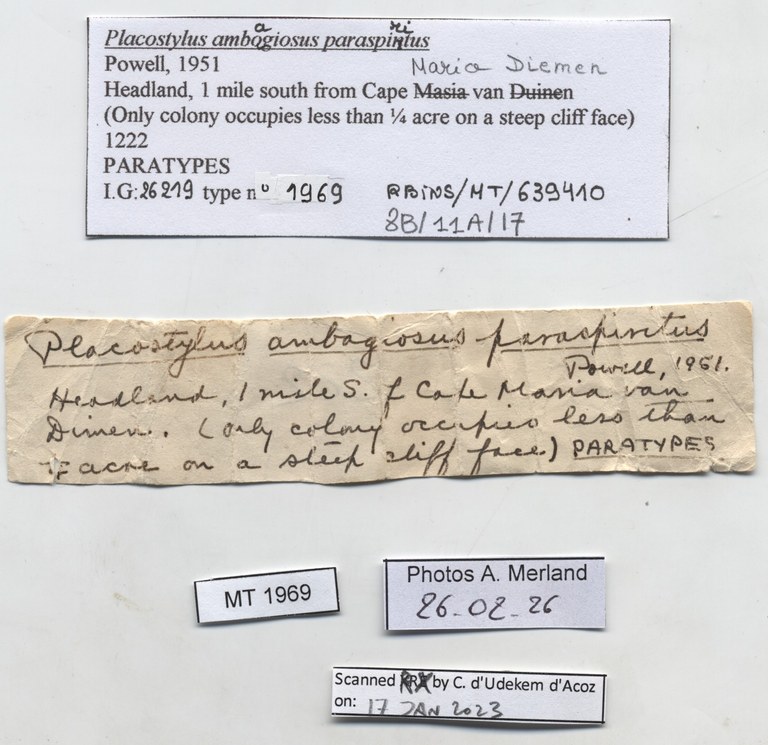 Placostylus ambagiosus paraspiritus
Powell, 1951 Maria Diemen
Headland, 1 mile south from Cape Masia van Duinen
(Only colony occupies less than ¼ acre on a steep cliff face)
1222
PARATYPES
I.G:26219 type nº 1969 RBINS/MT/639410
8B/11A/17
Placostylus ambagiosus paraspiritus
Powell, 1951.
Headland, 1 mile S. of Cape Maria van
Dimen. (only colony occupies less than
acre on a steep cliff face.) PARATYPES
MT 1969
Photos A. Merland
26-02-26
Scanned by C. d'Udekem d'Acoz
on: 17 JAN 2023